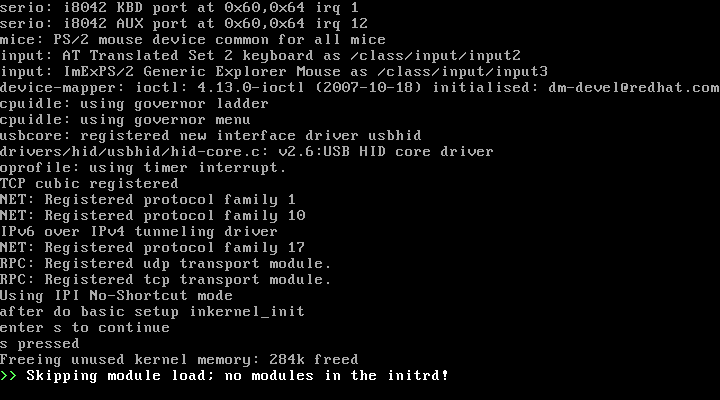 serio: i8042 KBD port at 0x60,0x64 irq 1
serio: i8042 AUX port at 0x60,0x64 irq 12
mice: PS/2 mouse device common for all mice
input: AT Translated Set 2 keyboard as /class/input/input2
input: ImExPS/2 Generic Explorer Mouse as /class/input/input3
device-mapper: ioctl: 4.13.0-ioctl (2007-10-18) initialised: dm-devel@redhat.com
cpuidle: using governor ladder
cpuidle: using governor menu
usbcore: registered new interface driver usbhid
drivers/hid/usbhid/hid-core.c: v2.6:USB HID core driver
oprofile: using timer interrupt.
TCP cubic registered
NET: Registered protocol family 1
NET: Registered protocol family 10
IPv6 over IPv4 tunneling driver
NET: Registered protocol family 17
RPC: Registered udp transport module.
RPC: Registered tcp transport module.
Using IPI No-Shortcut mode
after do basic setup inkernel_init
enter s to continue
s pressed
Freeing unused kernel memory: 284k freed
>> Skipping module load; no modules in the initrd!